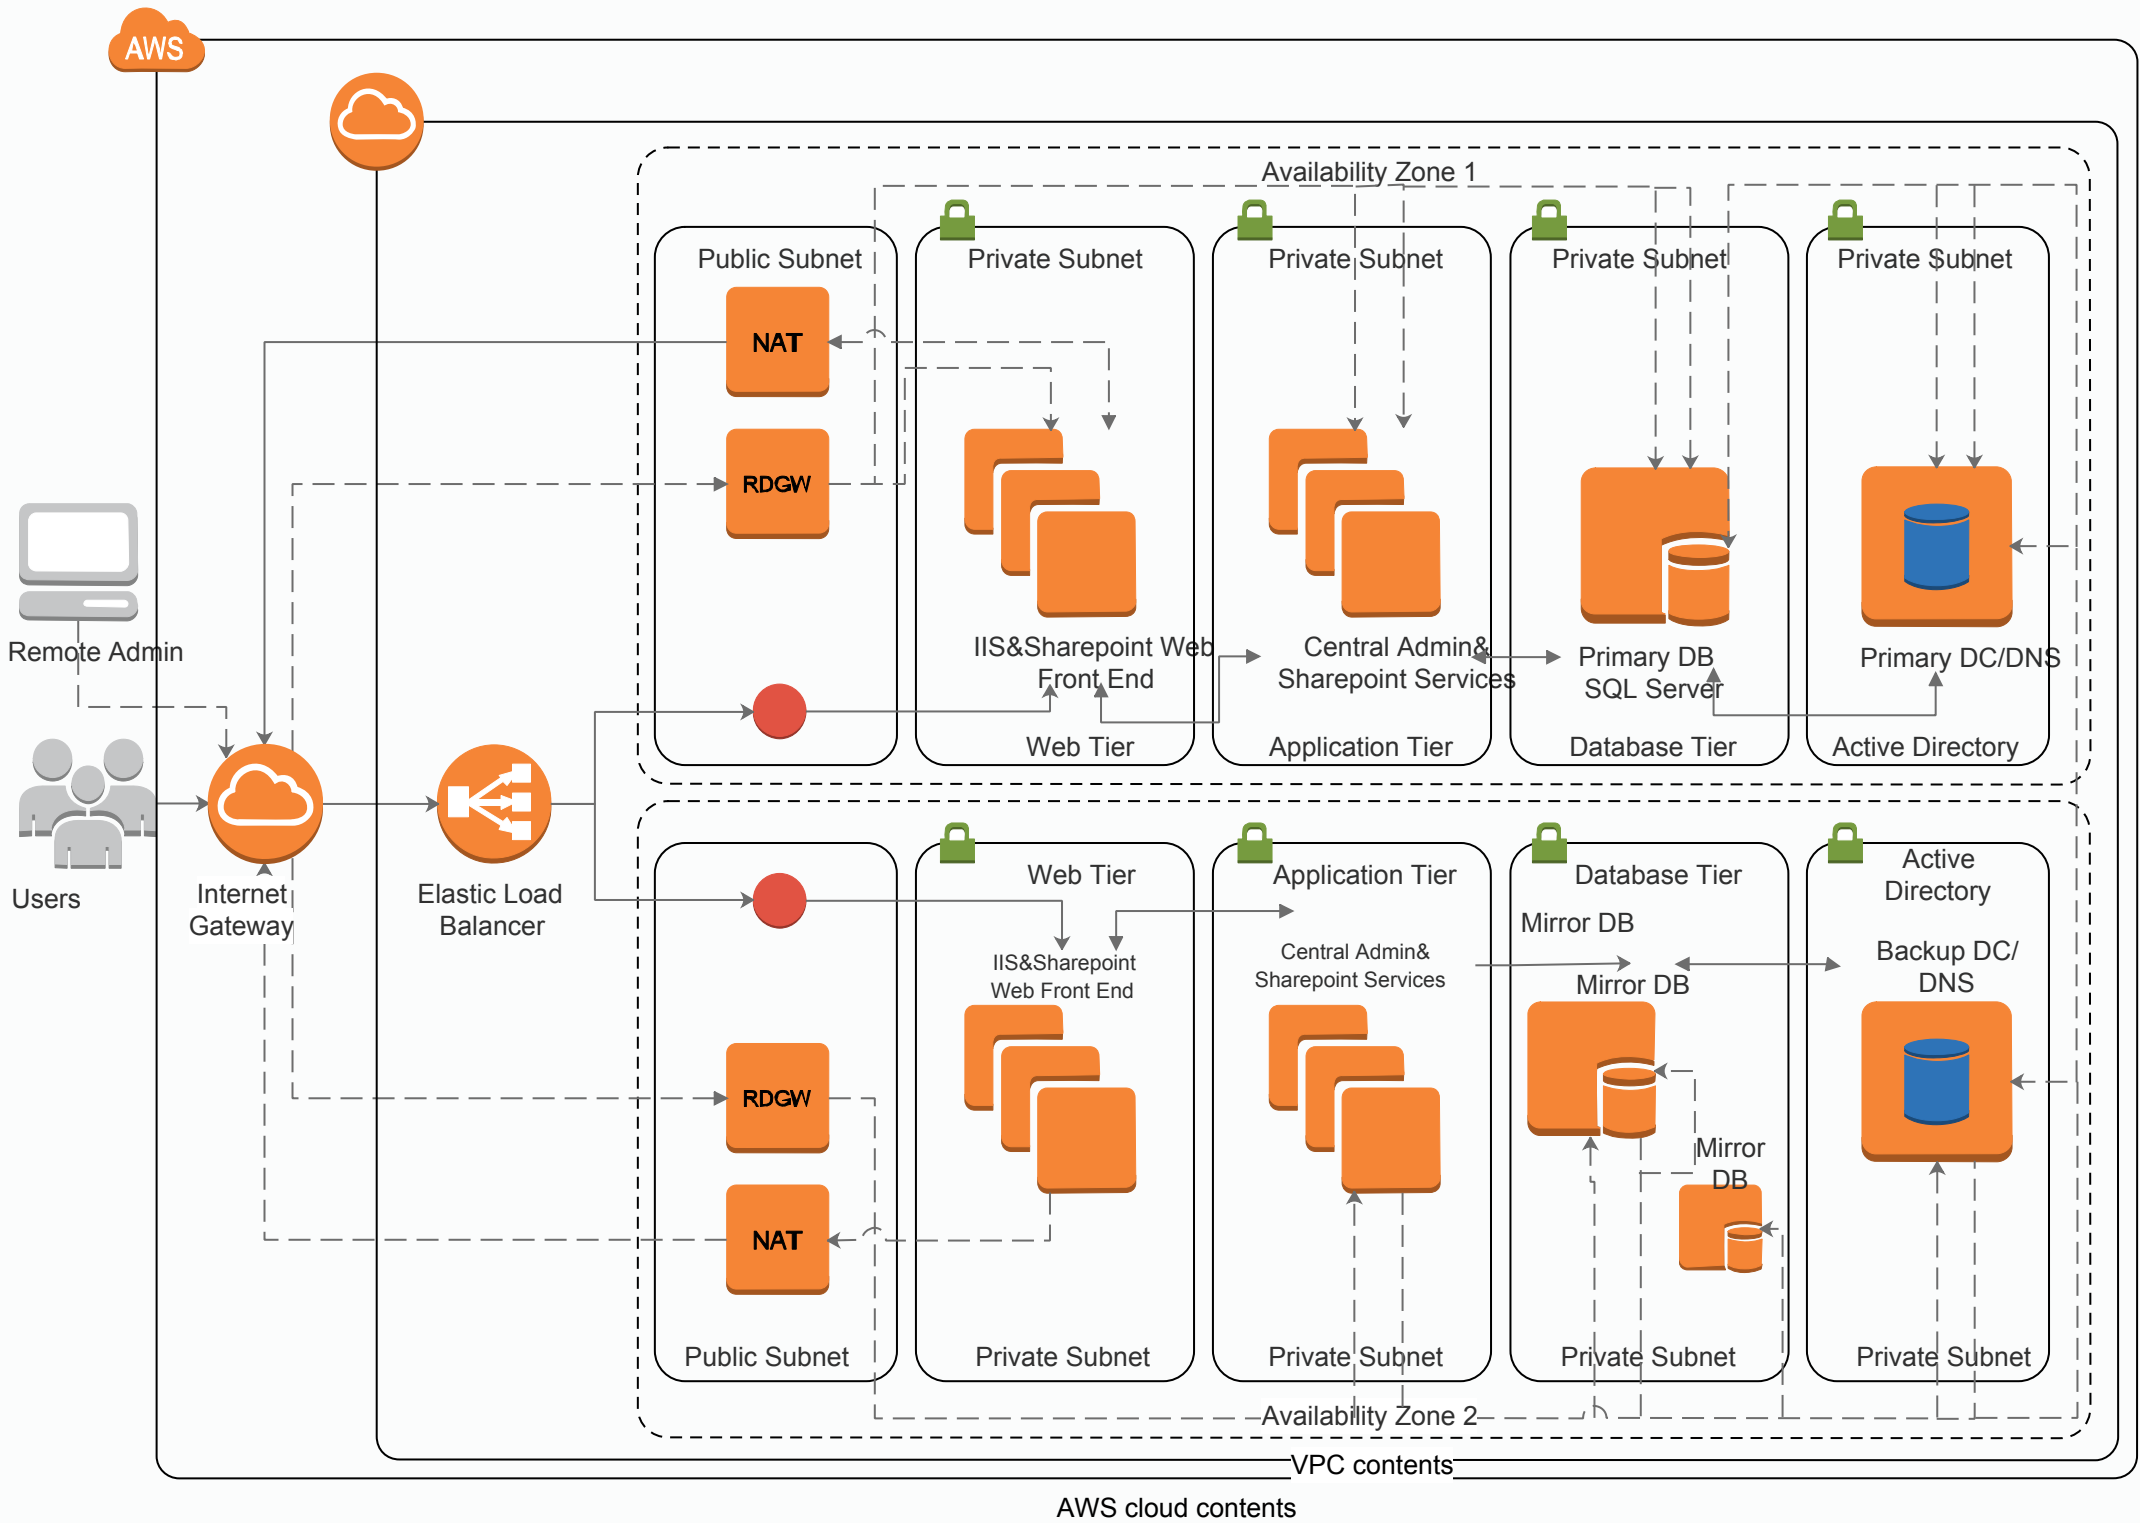 AWS
Availability Zone 1
Public Subnet
Private Subnet
Private Subnet
Private Subnet
Private Subnet
NAT
RDGW
Remote Admin
IIS&Sharepoint Web
Front End
Central Admin&
Sharepoint Services
Primary DB
SQL Server
Primary DC/DNS
Web Tier
Application Tier
Database Tier
Active Directory
Users
Internet
Gateway
Elastic Load
Balancer
Web Tier
Application Tier
Database Tier
Active
Directory
Mirror DB
IIS&Sharepoint
Web Front End
Central Admin&
Sharepoint Services
Mirror DB
Backup DC/
DNS
RDGW
Mirror
DB
NAT
Public Subnet
Private Subnet
Private Subnet
Private Subnet
Private Subnet
Availability Zone 2
VPC contents
AWS cloud contents